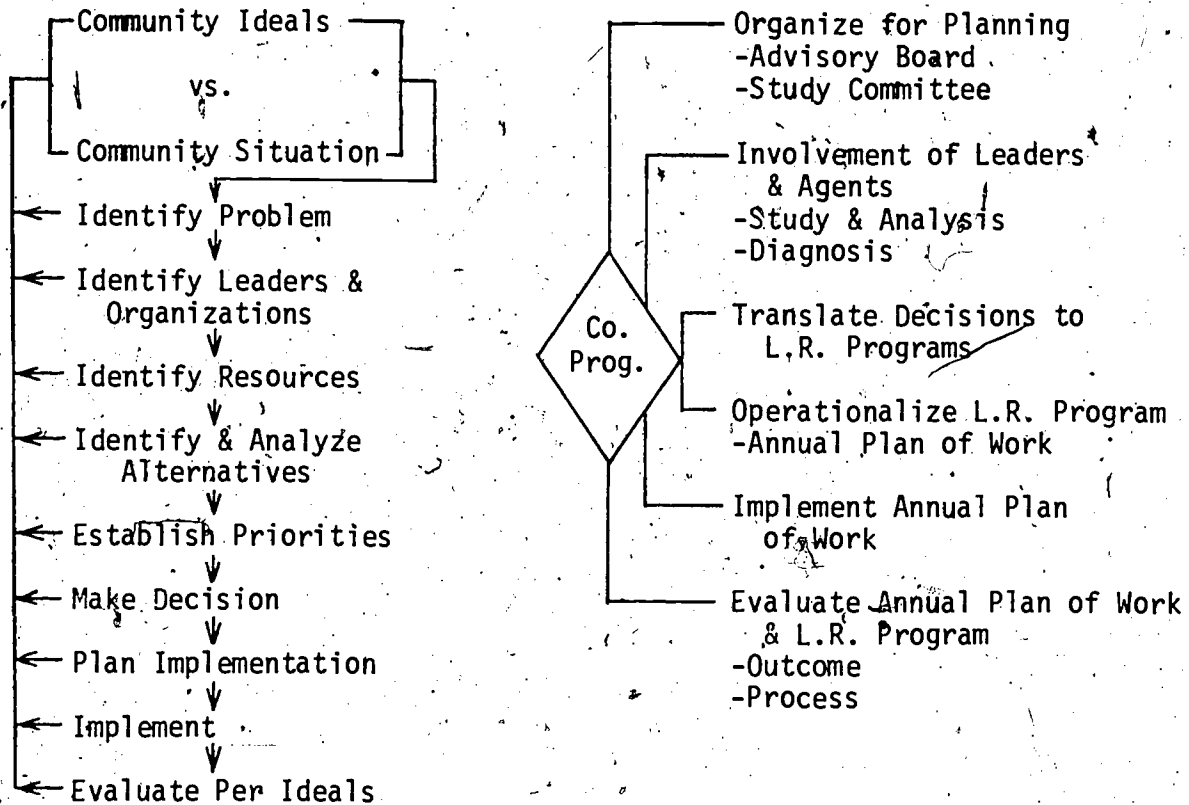 Community Ideals
vs.
Community Situation
Identify Problem
Identify Leaders &
Organizations
Identify Resources
Identify & Analyze
Alternatives
Establish Priorities
Make Decision
Plan Implementation
Implement
Evaluate Per Ideals
Co.
Prog.
Organize for Planning
-Advisory Board
-Study Committee
Involvement of Leaders
& Agents
-Study & Analysis
-Diagnosis
Translate Decisions to
L.R. Programs
Operationalize L.R. Program
-Annual Plan of Work
Implement Annual Plan
of Work
Evaluate Annual Plan of Work
& L.R. Program
-Outcome
-Process